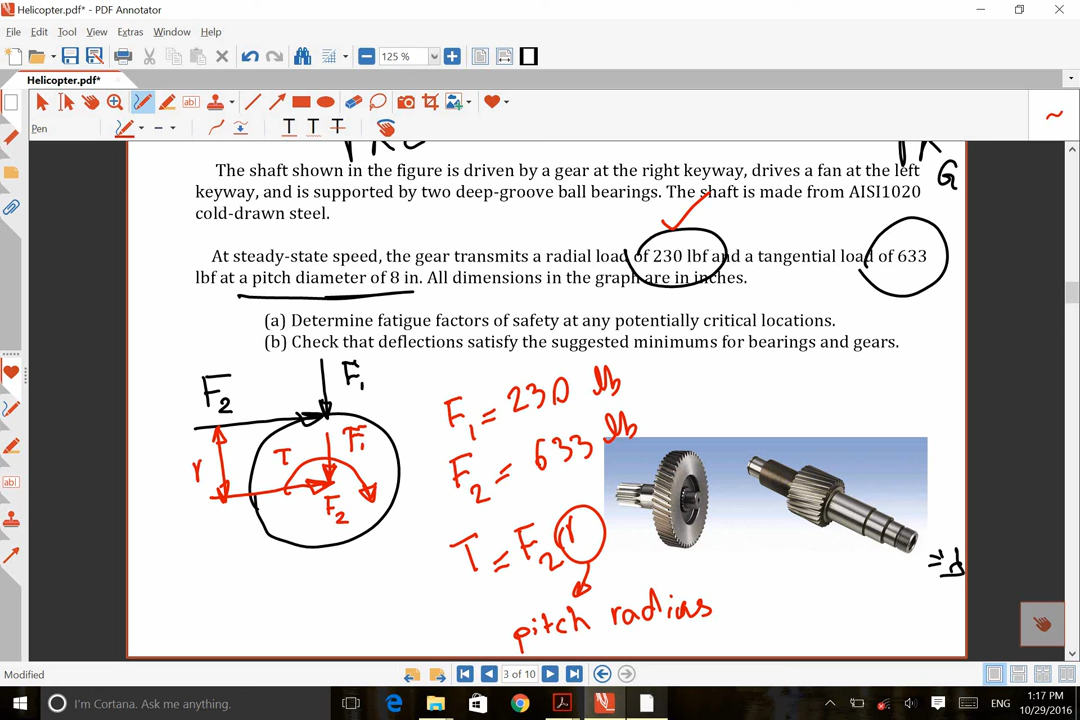 Helicopter.pdf* - PDF Annotator
File Edit Tool View Extras Window Help
125 %
Helicopter.pdf*
Pen
The shaft shown in the figure is driven by a gear at the right keyway, drives a fan at the left
keyway, and is supported by two deep-groove ball bearings. The shaft is made from AISI1020
cold-drawn steel.
G
At steady-state speed, the gear transmits a radial load of 230 lbf and a tangential load of 633
lbf at a pitch diameter of 8 in. All dimensions in the graph are in inches.
(a) Determine fatigue factors of safety at any potentially critical locations.
(b) Check that deflections satisfy the suggested minimums for bearings and gears.
F2
F1
r
T
F1
F2
F1 = 230 lb
F2 = 633 lb
T = F2 r
pitch radius
Modified
3 of 10
I'm Cortana. Ask me anything.
ENG
1:17 PM
10/29/2016